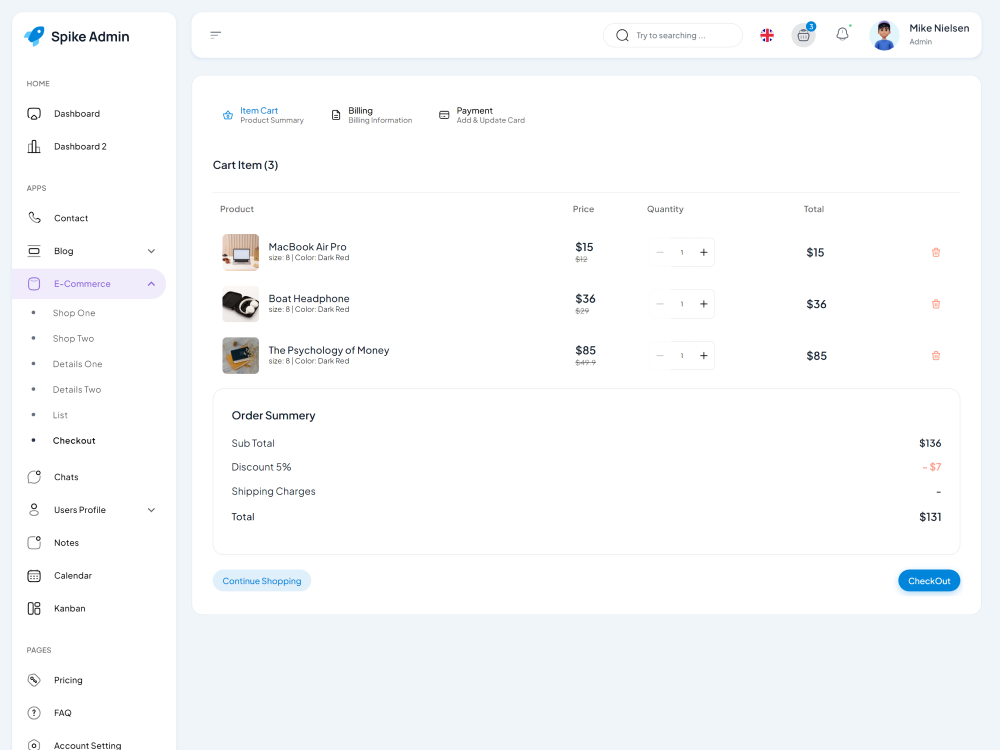 Spike Admin
HOME
Dashboard
Dashboard 2
APPS
Contact
Blog
E-Commerce
Shop One
Shop Two
Details One
Details Two
List
Checkout
Chats
Users Profile
Notes
Calendar
Kanban
PAGES
Pricing
FAQ
Account Setting
Try to searching ...
3
Mike Nielsen
Admin
Item Cart
Product Summary
Billing
Billing Information
Payment
Add & Update Card
Cart Item (3)
Product Price Quantity Total
MacBook Air Pro
size: 8 | Color: Dark Red
$15
$12
1
$15
Boat Headphone
size: 8 | Color: Dark Red
$36
$29
1
$36
The Psychology of Money
size: 8 | Color: Dark Red
$85
$49.9
1
$85
Order Summery
Sub Total $136
Discount 5% - $7
Shipping Charges -
Total $131
Continue Shopping
CheckOut